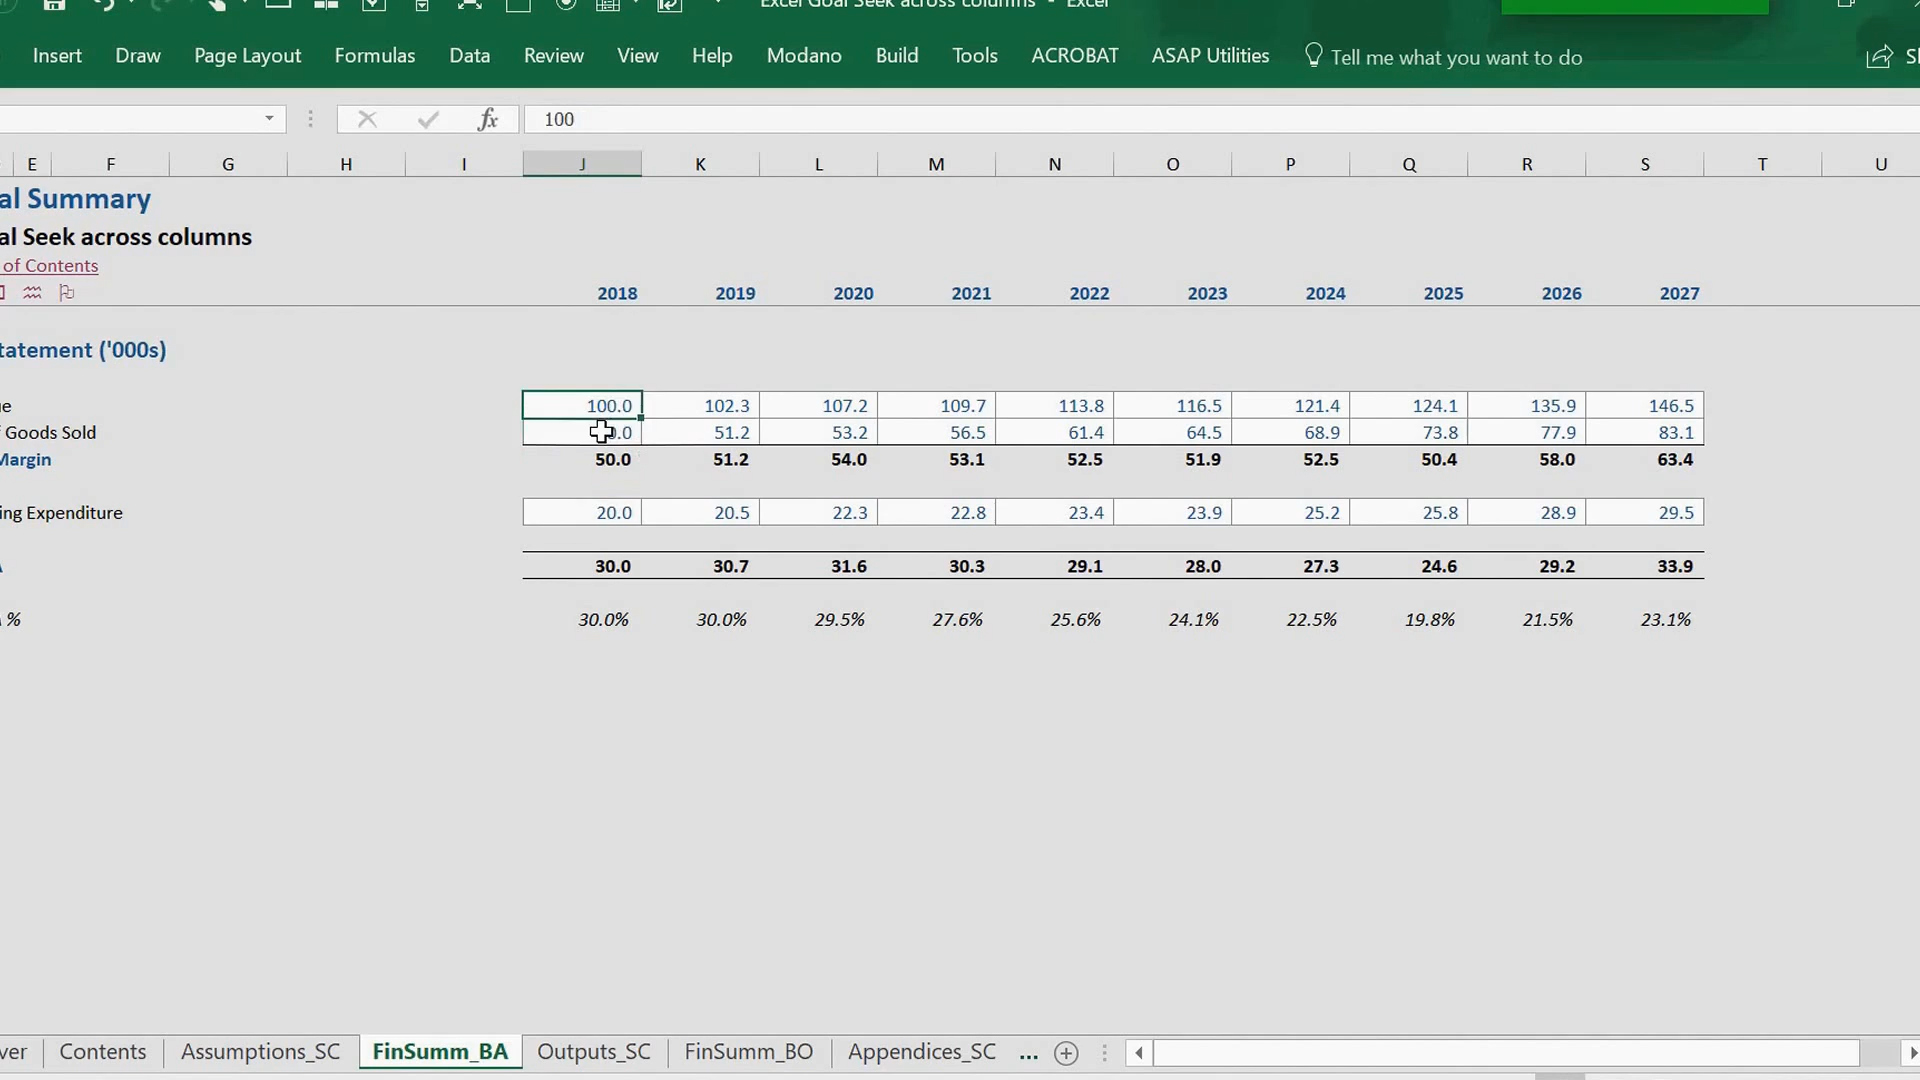 Excel Goal Seek across columns - Excel
Insert Draw Page Layout Formulas Data Review View Help Modano Build Tools ACROBAT ASAP Utilities Tell me what you want to do
fx 100
E F G H I J K L M N O P Q R S T U
al Summary
al Seek across columns
of Contents
2018 2019 2020 2021 2022 2023 2024 2025 2026 2027
tatement ('000s)
e 100.0 102.3 107.2 109.7 113.8 116.5 121.4 124.1 135.9 146.5
f Goods Sold .0 51.2 53.2 56.5 61.4 64.5 68.9 73.8 77.9 83.1
Margin 50.0 51.2 54.0 53.1 52.5 51.9 52.5 50.4 58.0 63.4
ing Expenditure 20.0 20.5 22.3 22.8 23.4 23.9 25.2 25.8 28.9 29.5
30.0 30.7 31.6 30.3 29.1 28.0 27.3 24.6 29.2 33.9
% 30.0% 30.0% 29.5% 27.6% 25.6% 24.1% 22.5% 19.8% 21.5% 23.1%
ver Contents Assumptions_SC FinSumm_BA Outputs_SC FinSumm_BO Appendices_SC ...